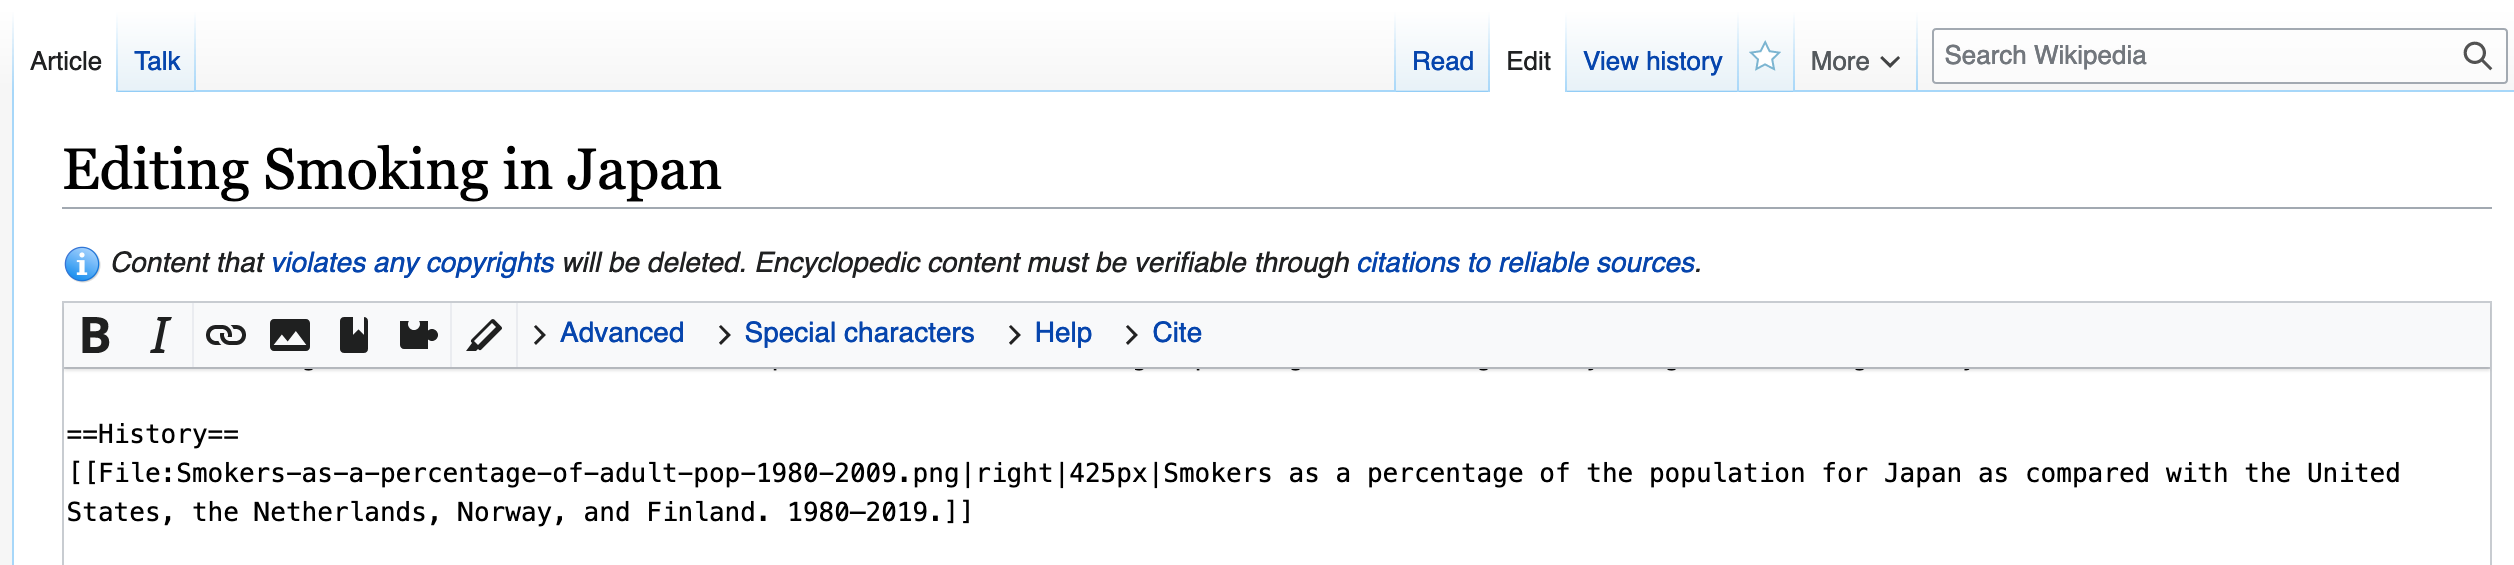 Article Talk Read Edit View history More Search Wikipedia
Editing Smoking in Japan
Content that violates any copyrights will be deleted. Encyclopedic content must be verifiable through citations to reliable sources.
B I Advanced Special characters Help Cite
==History==
[[File:Smokers-as-a-percentage-of-adult-pop-1980-2009.png|right|425px|Smokers as a percentage of the population for Japan as compared with the United
States, the Netherlands, Norway, and Finland. 1980–2019.]]